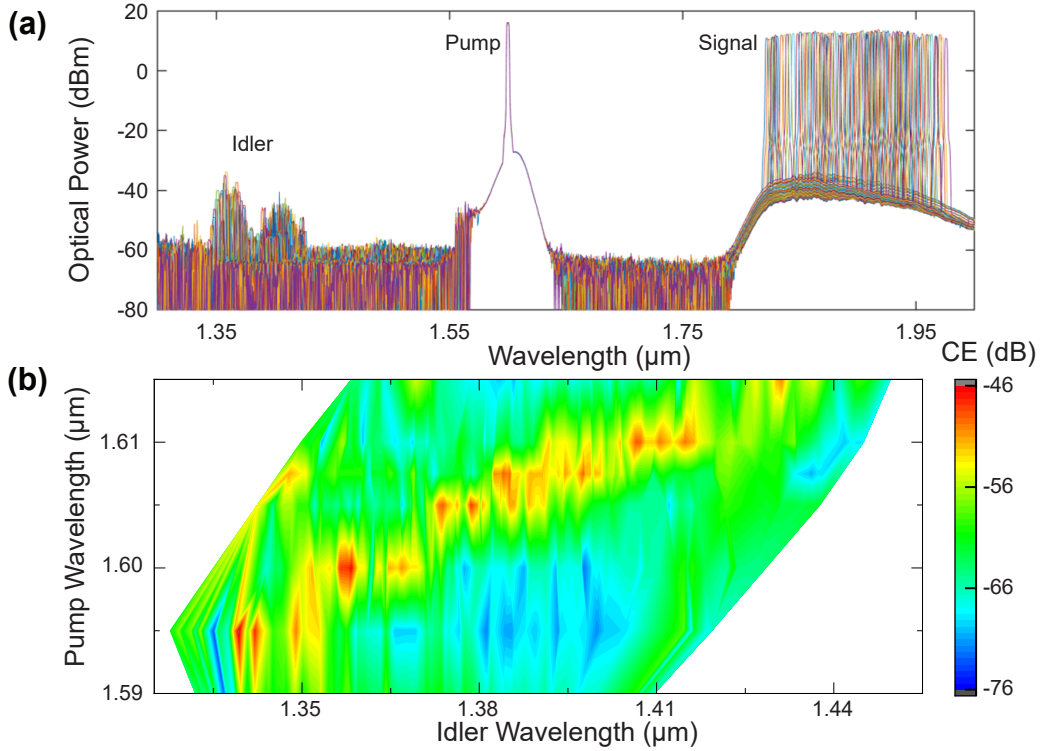 (a)
Optical Power (dBm)
20
0
-20
-40
-60
-80
Idler
Pump
Signal
1.35
1.55
1.75
1.95
Wavelength (µm)
(b)
Pump Wavelength (µm)
1.61
1.60
1.59
1.35
1.38
1.41
1.44
Idler Wavelength (µm)
CE (dB)
-46
-56
-66
-76